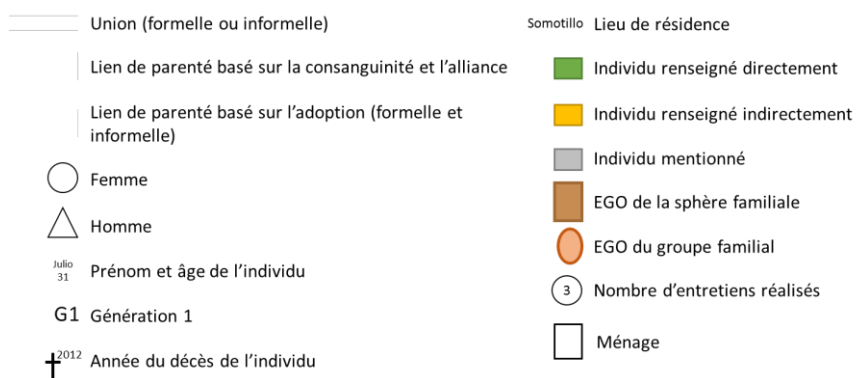 Union (formelle ou informelle)
Lien de parenté basé sur la consanguinité et l'alliance
Lien de parenté basé sur l'adoption (formelle et
informelle)
Femme
Homme
Julio
31
Prénom et âge de l'individu
G1 Génération 1
2012 Année du décès de l'individu
Somotillo Lieu de résidence
Individu renseigné directement
Individu renseigné indirectement
Individu mentionné
EGO de la sphère familiale
EGO du groupe familial
3 Nombre d'entretiens réalisés
Ménage